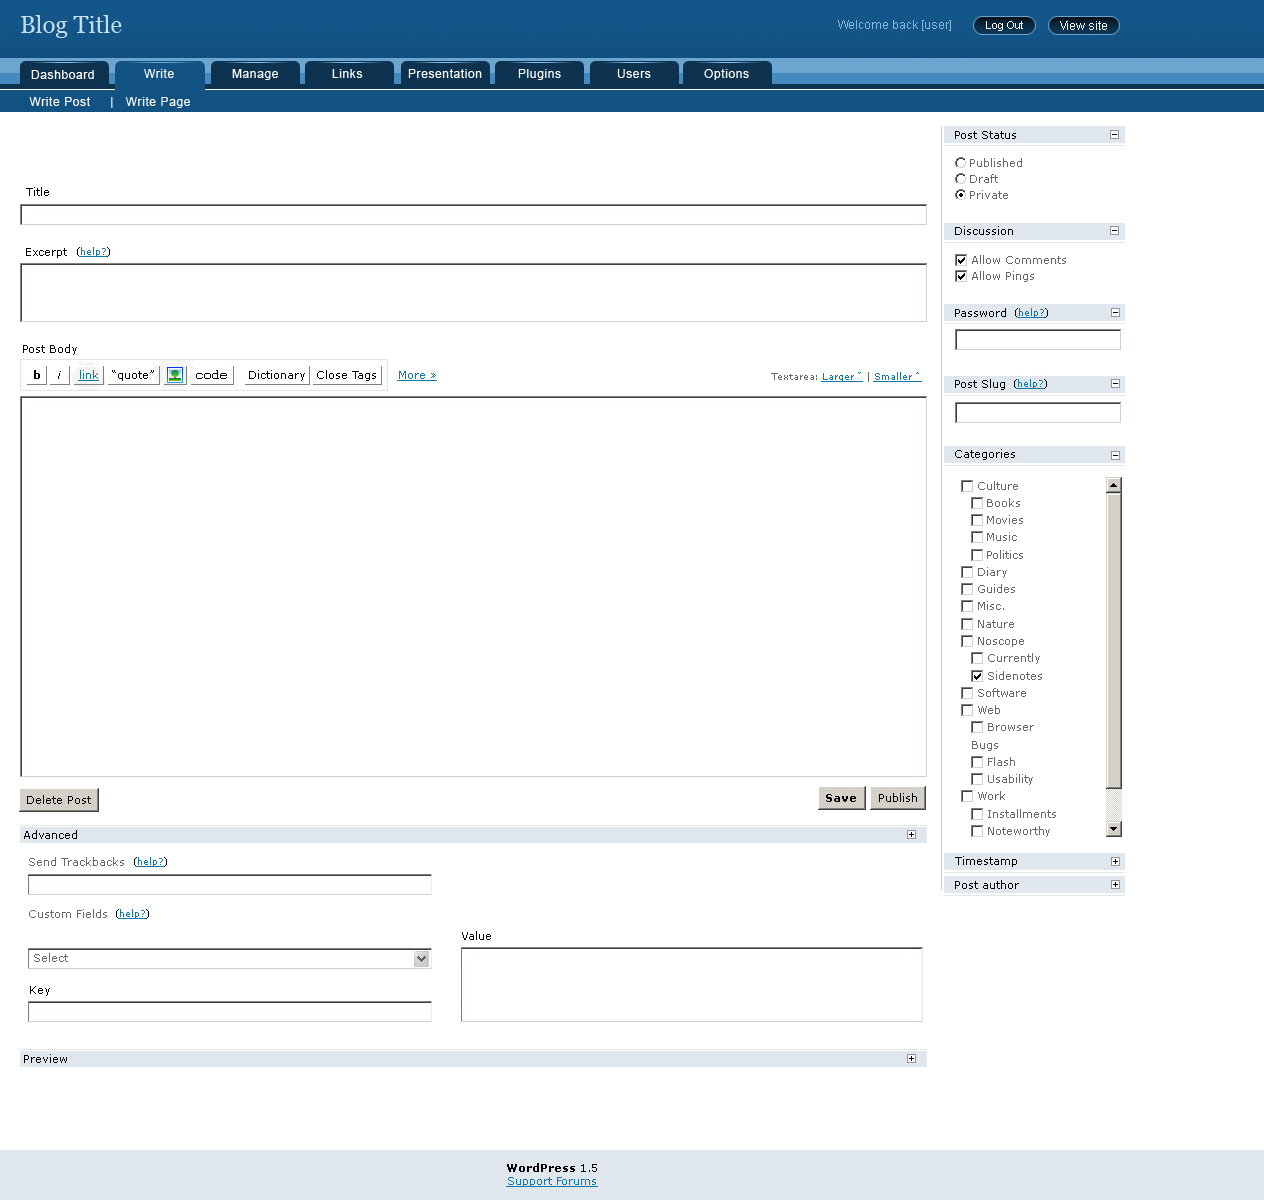 Blog Title
Welcome back [user] Log Out View site
Dashboard Write Manage Links Presentation Plugins Users Options
Write Post | Write Page
Title
Excerpt (help?)
Post Body
b i link “quote” code Dictionary Close Tags More » Textarea: Larger ˇ | Smaller ˆ
Delete Post Save Publish
Advanced
Send Trackbacks (help?)
Custom Fields (help?)
Select
Key
Value
Preview
Post Status
Published
Draft
Private
Discussion
Allow Comments
Allow Pings
Password (help?)
Post Slug (help?)
Categories
Culture
Books
Movies
Music
Politics
Diary
Guides
Misc.
Nature
Noscope
Currently
Sidenotes
Software
Web
Browser
Bugs
Flash
Usability
Work
Installments
Noteworthy
Timestamp
Post author
WordPress 1.5
Support Forums